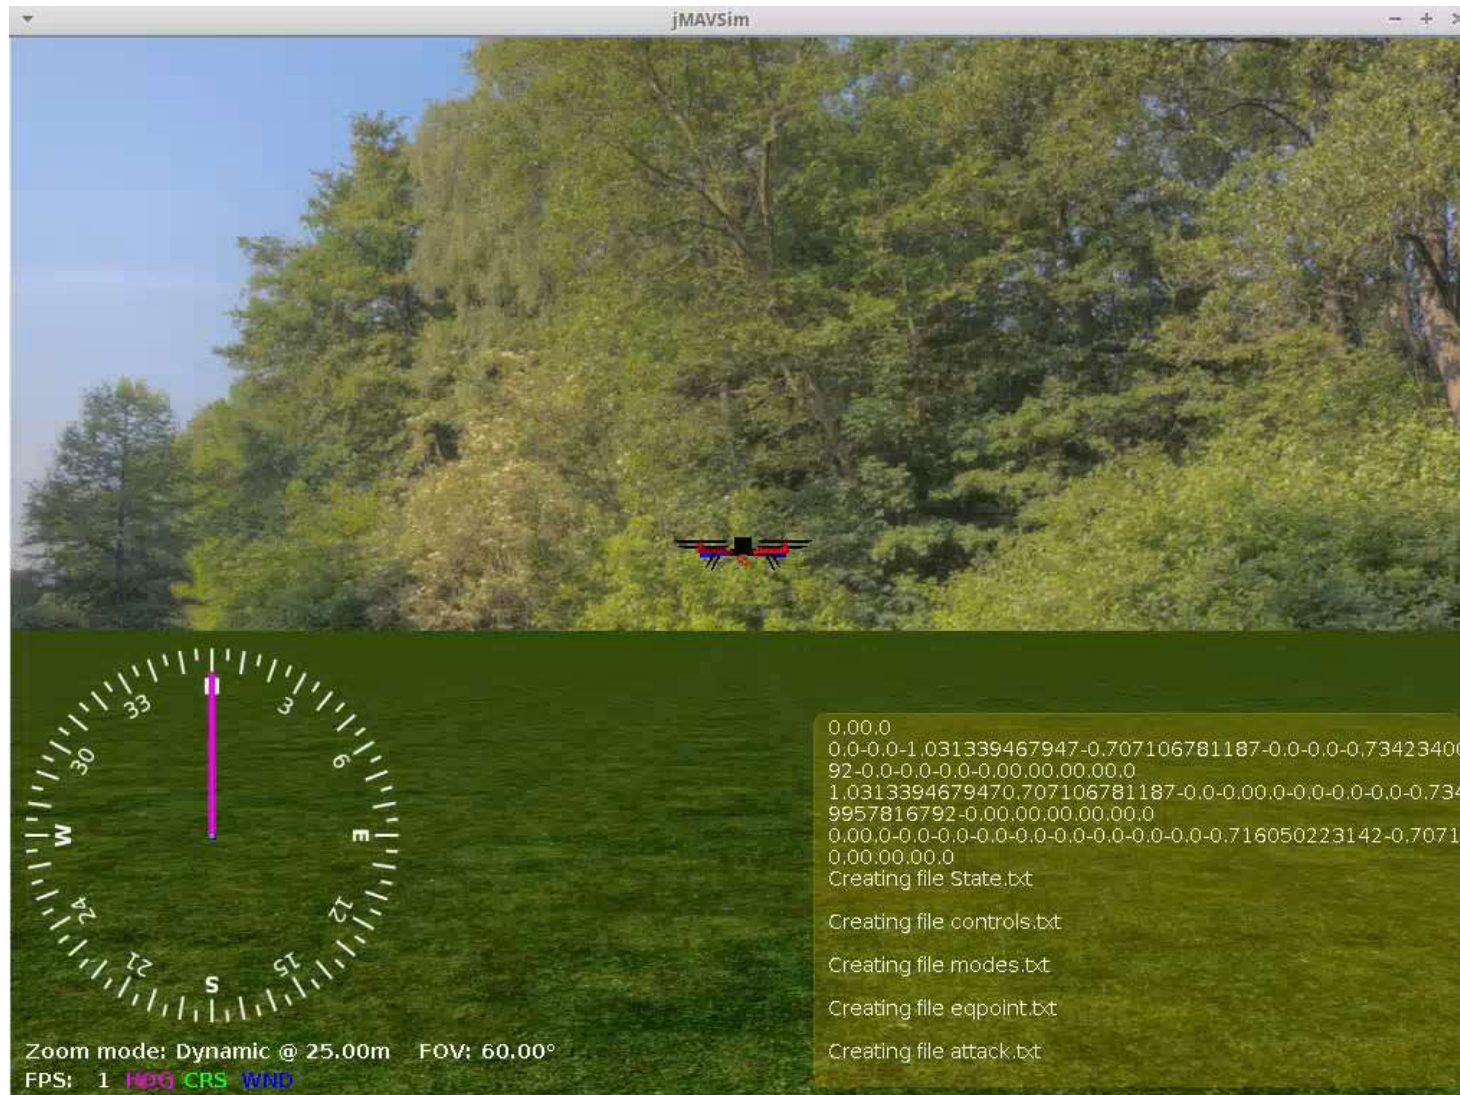 jMAVSim
0.00.0
0.0-0.0-1.031339467947-0.707106781187-0.0-0.0-0.73423400
92-0.0-0.0-0.0-0.00.00.00.00.0
1.0313394679470.707106781187-0.0-0.00.0-0.0-0.0-0.0-0.734
9957816792-0.00.00.00.00.0
0.00.0-0.0-0.0-0.0-0.0-0.0-0.0-0.0-0.0-0.716050223142-0.7071
0.00.00.00.0
Creating file State.txt
Creating file controls.txt
Creating file modes.txt
Creating file eqpoint.txt
Creating file attack.txt
33 3
30 6
W E
24 12
21 15
S
Zoom mode: Dynamic @ 25.00m FOV: 60.00°
FPS: 1 HDG CRS WND